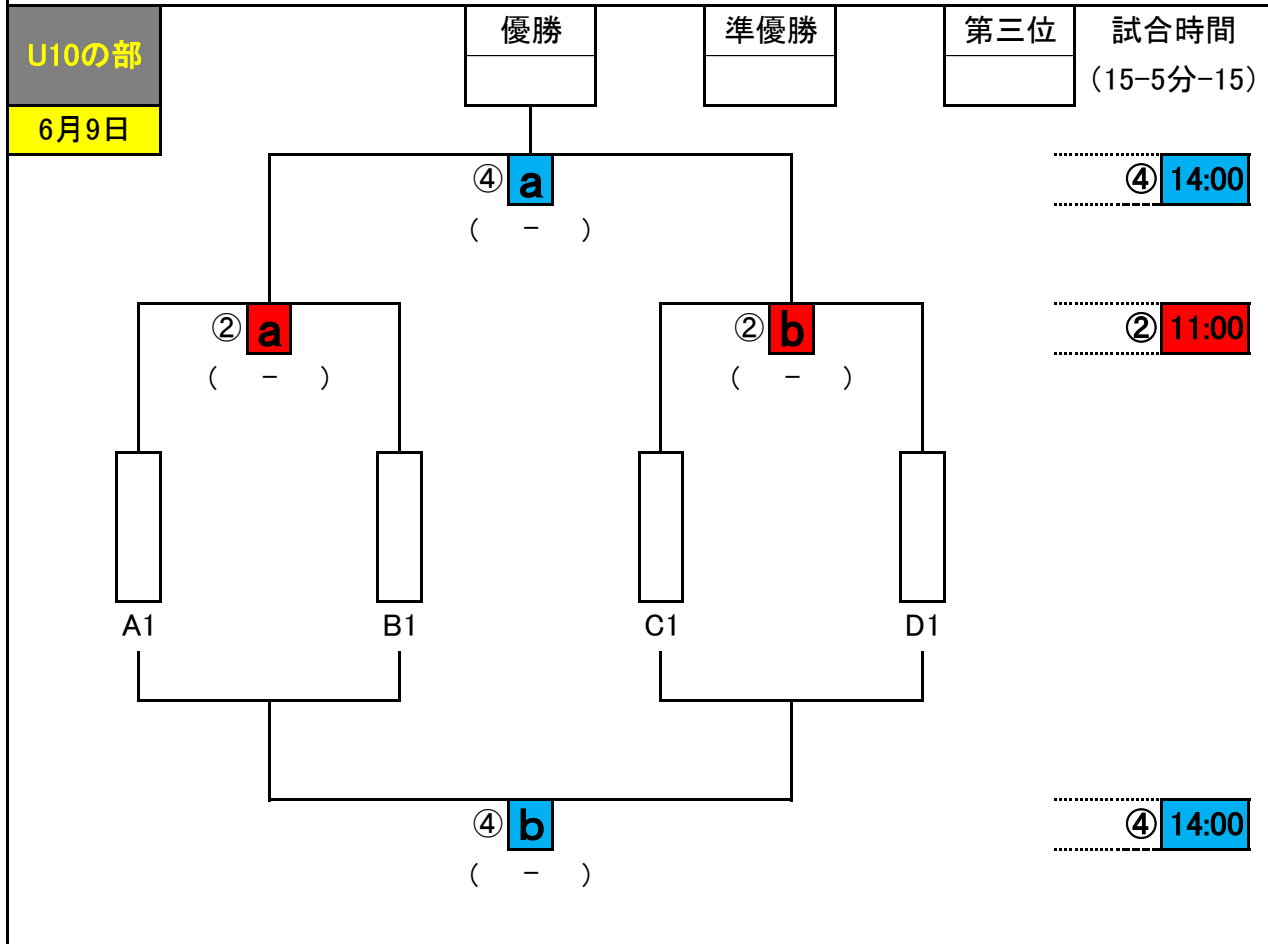 U10の部
6月9日
優勝
準優勝
第三位
試合時間
（15-5分-15）
④ a
（ － ）
④ 14:00
② a
（ － ）
② b
（ － ）
② 11:00
A1
B1
C1
D1
④ b
（ － ）
④ 14:00